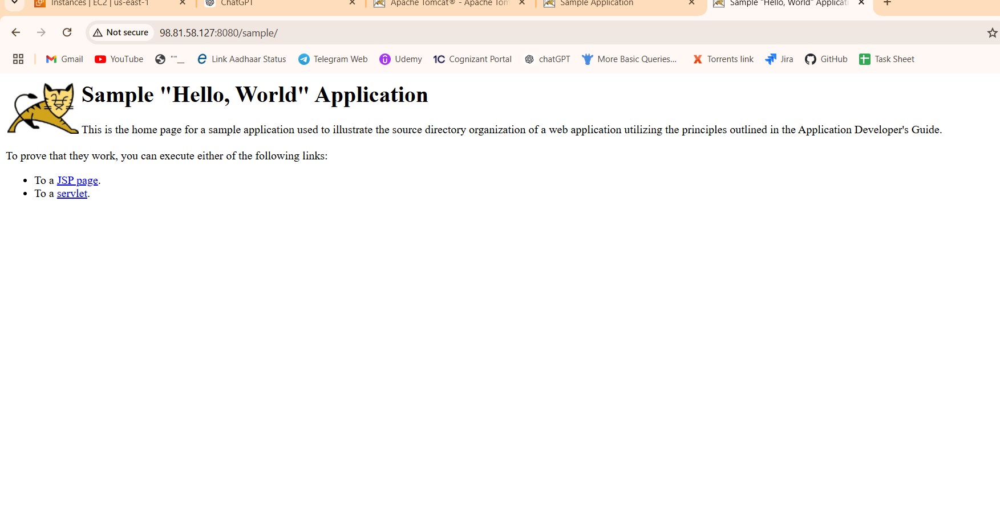 Instances | EC2 | us-east-1
ChatGPT
Apache Tomcat® - Apache Tom
Sample Application
Sample "Hello, World" Applicati
Not secure
98.81.58.127:8080/sample/
Gmail
YouTube
""__
Link Aadhaar Status
Telegram Web
Udemy
1C Cognizant Portal
chatGPT
More Basic Queries...
X Torrents link
Jira
GitHub
Task Sheet
Sample "Hello, World" Application
This is the home page for a sample application used to illustrate the source directory organization of a web application utilizing the principles outlined in the Application Developer's Guide.
To prove that they work, you can execute either of the following links:
• To a JSP page.
• To a servlet.